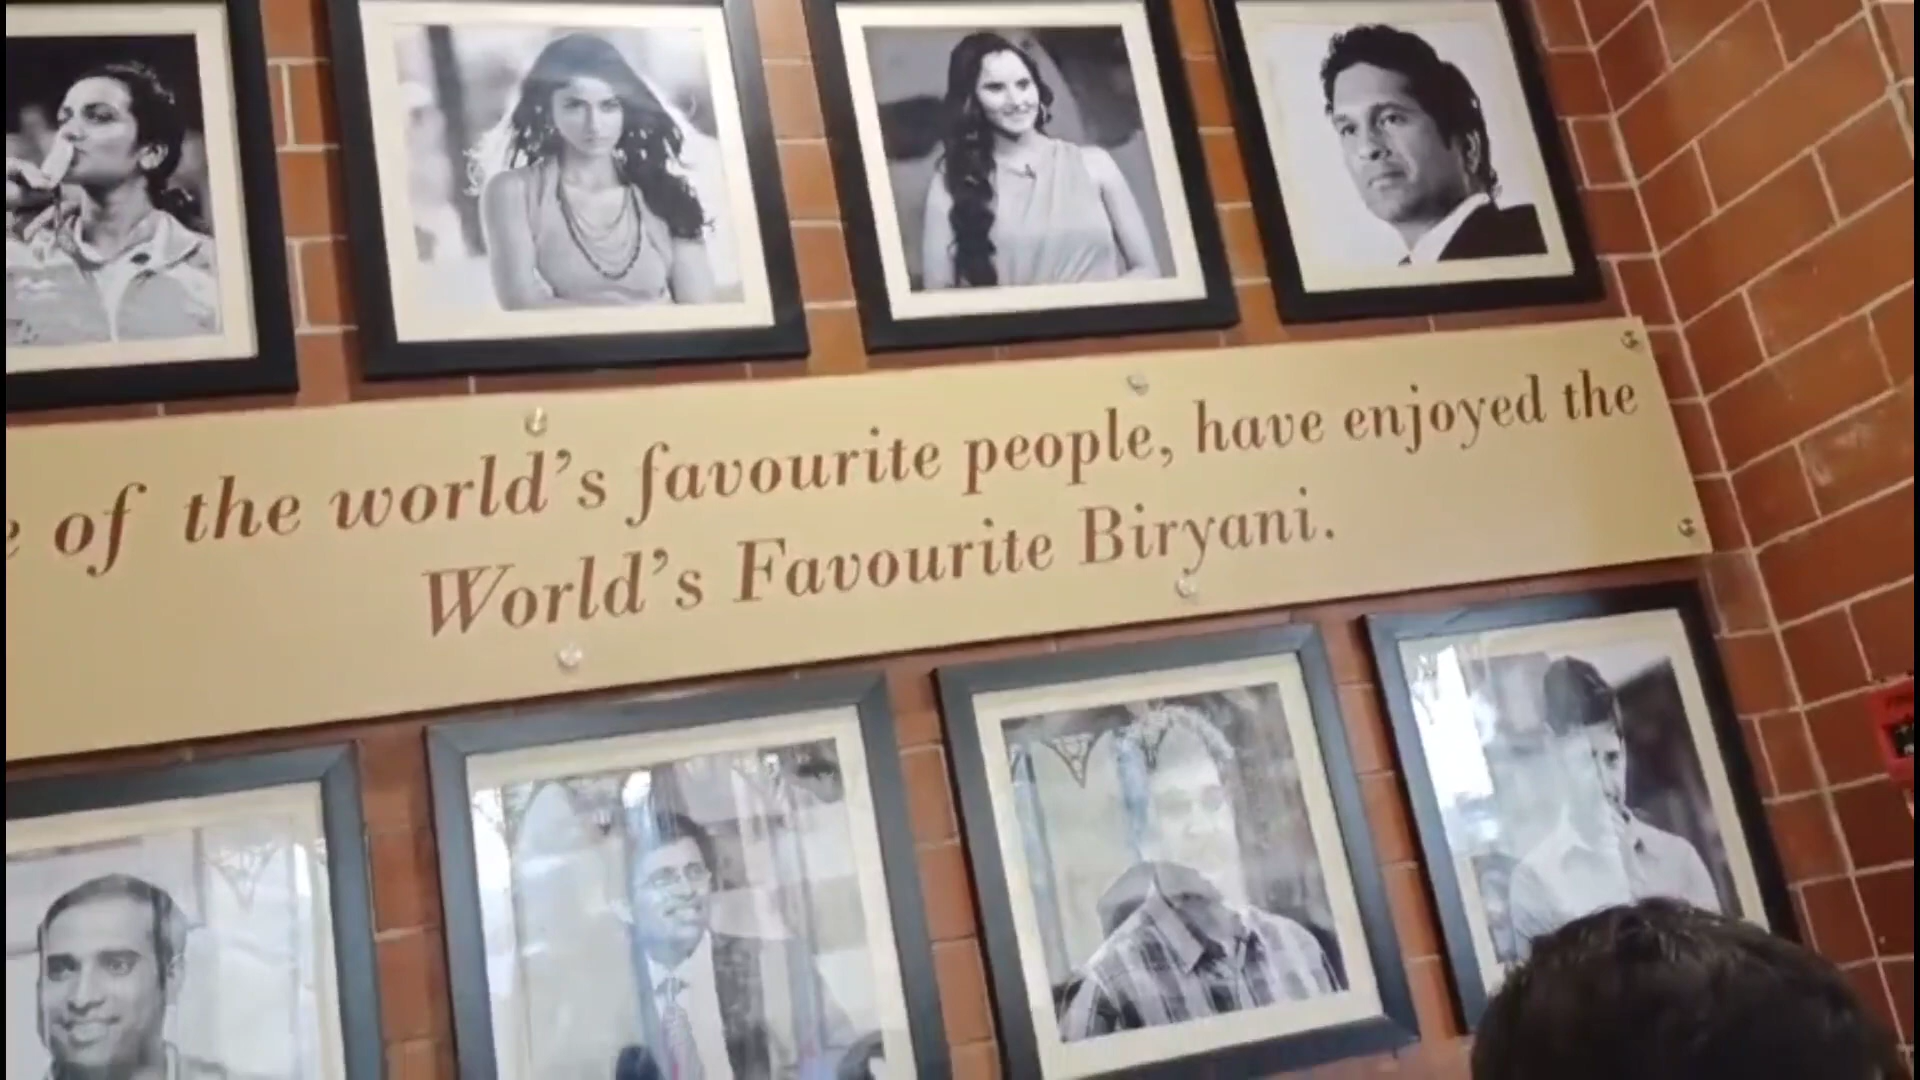 of the world's favourite people, have enjoyed the
World's Favourite Biryani.